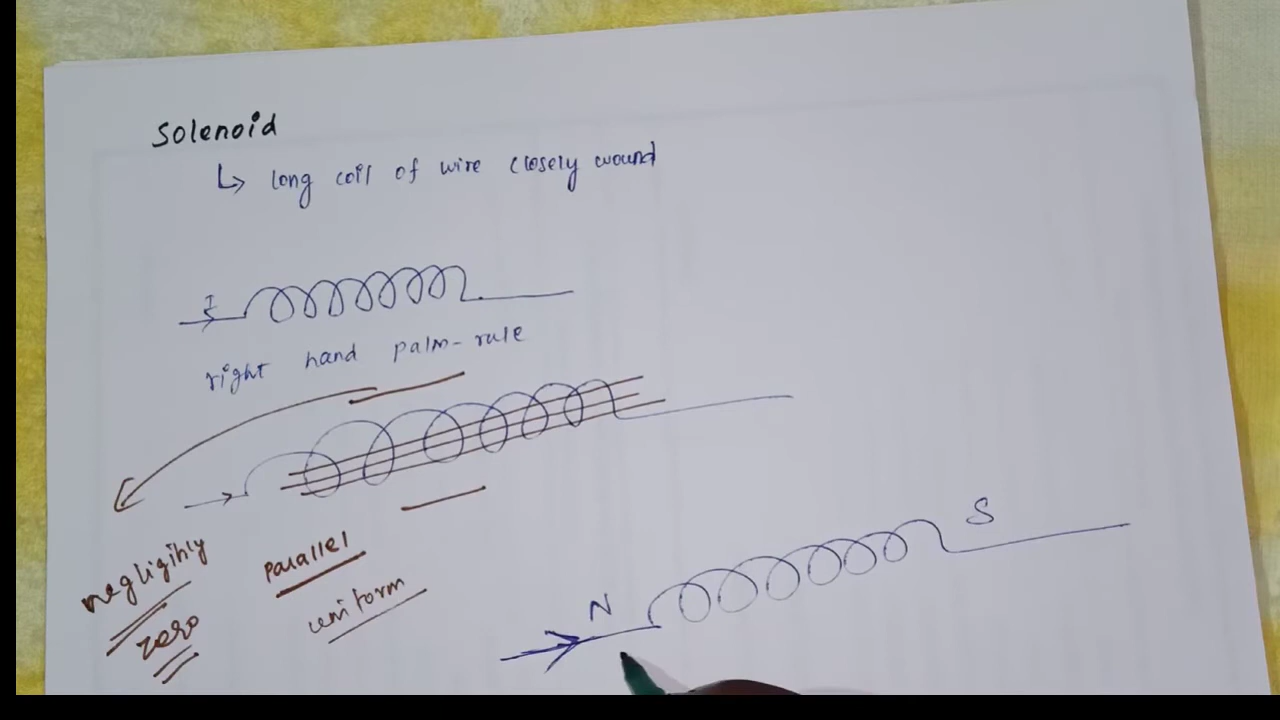 Solenoid
↳ long coil of wire closely wound
I
right hand palm-rule
negligibly
zero
Parallel
uniform
N
S